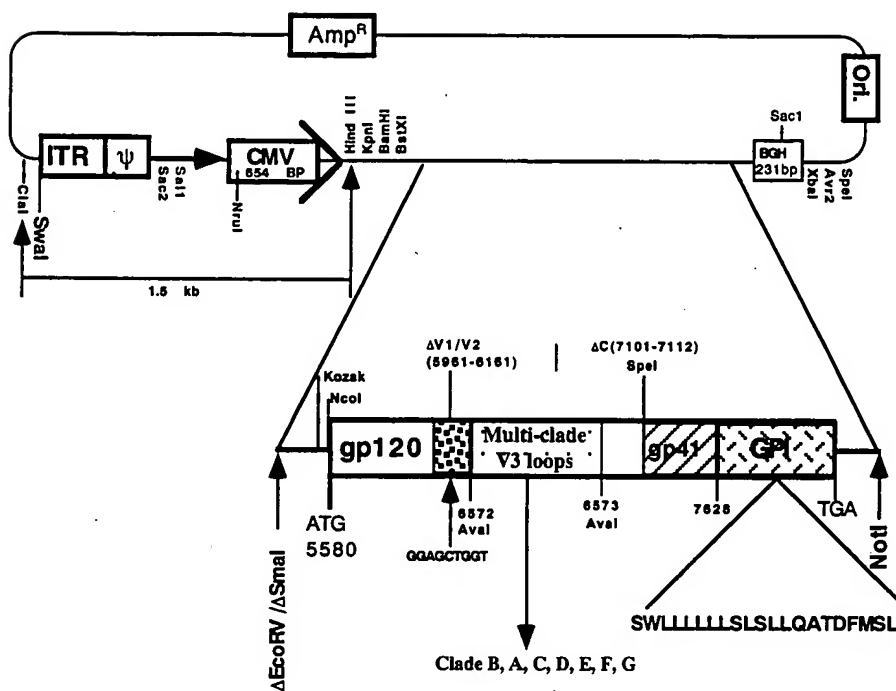 Amp^R
Ori.
Hind III
KpnI
BamHI
BstXI
Sac1
ITR
ψ
CMV
654 BP
BGH
231bp
ClaI
SwaI
Sac2
Sal1
NruI
XbaI
Avr2
SpeI
1.5 kb
ΔV1/V2
(5961-6161)
ΔC(7101-7112)
SpeI
Kozak
NcoI
gp120
Multi-clade
V3 loops
gp41
GPI
ATG
5580
6572
AvaI
6573
AvaI
7628
TGA
GGAGCTGGT
ΔEcoRV/ΔSmaI
NotI
SWLLLLLLSLSLLQATDFMSL
Clade B, A, C, D, E, F, G